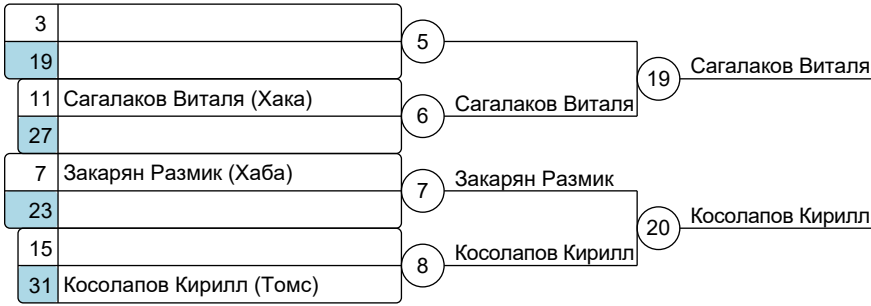 3
5
19
19 Сагалаков Виталя
11 Сагалаков Виталя (Хака)
6 Сагалаков Виталя
27
7 Закарян Размик (Хаба)
7 Закарян Размик
23
20 Косолапов Кирилл
15
8 Косолапов Кирилл
31 Косолапов Кирилл (Томс)